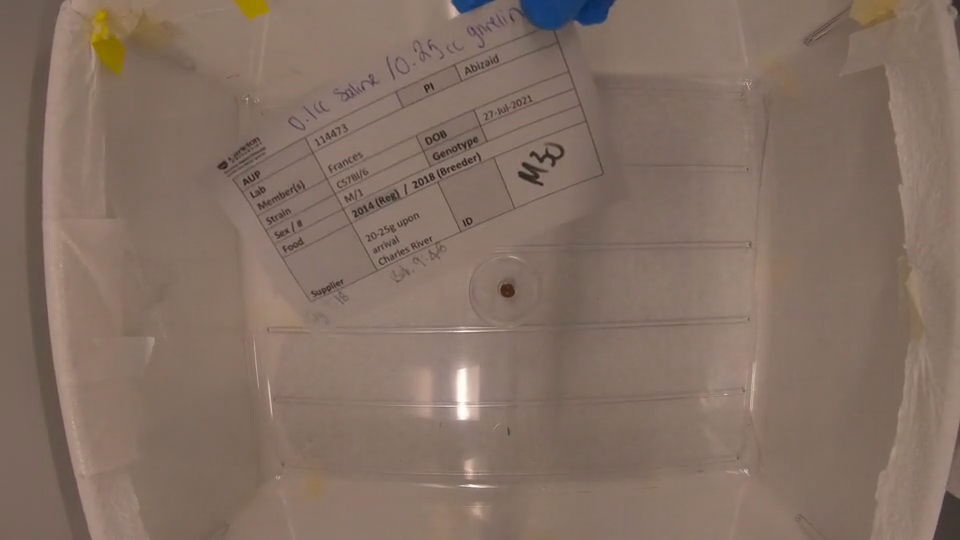 0.1cc saline / 0.25cc ghrelin
AUP 114473 PI Abizaid
Lab Member(s) Frances DOB 27-Jul-2021
Strain C57Bl/6 Genotype
Sex / # M/1
Food 2014 (Reg) / 2018 (Breeder)
Supplier 20-25g upon arrival Charles River ID M30